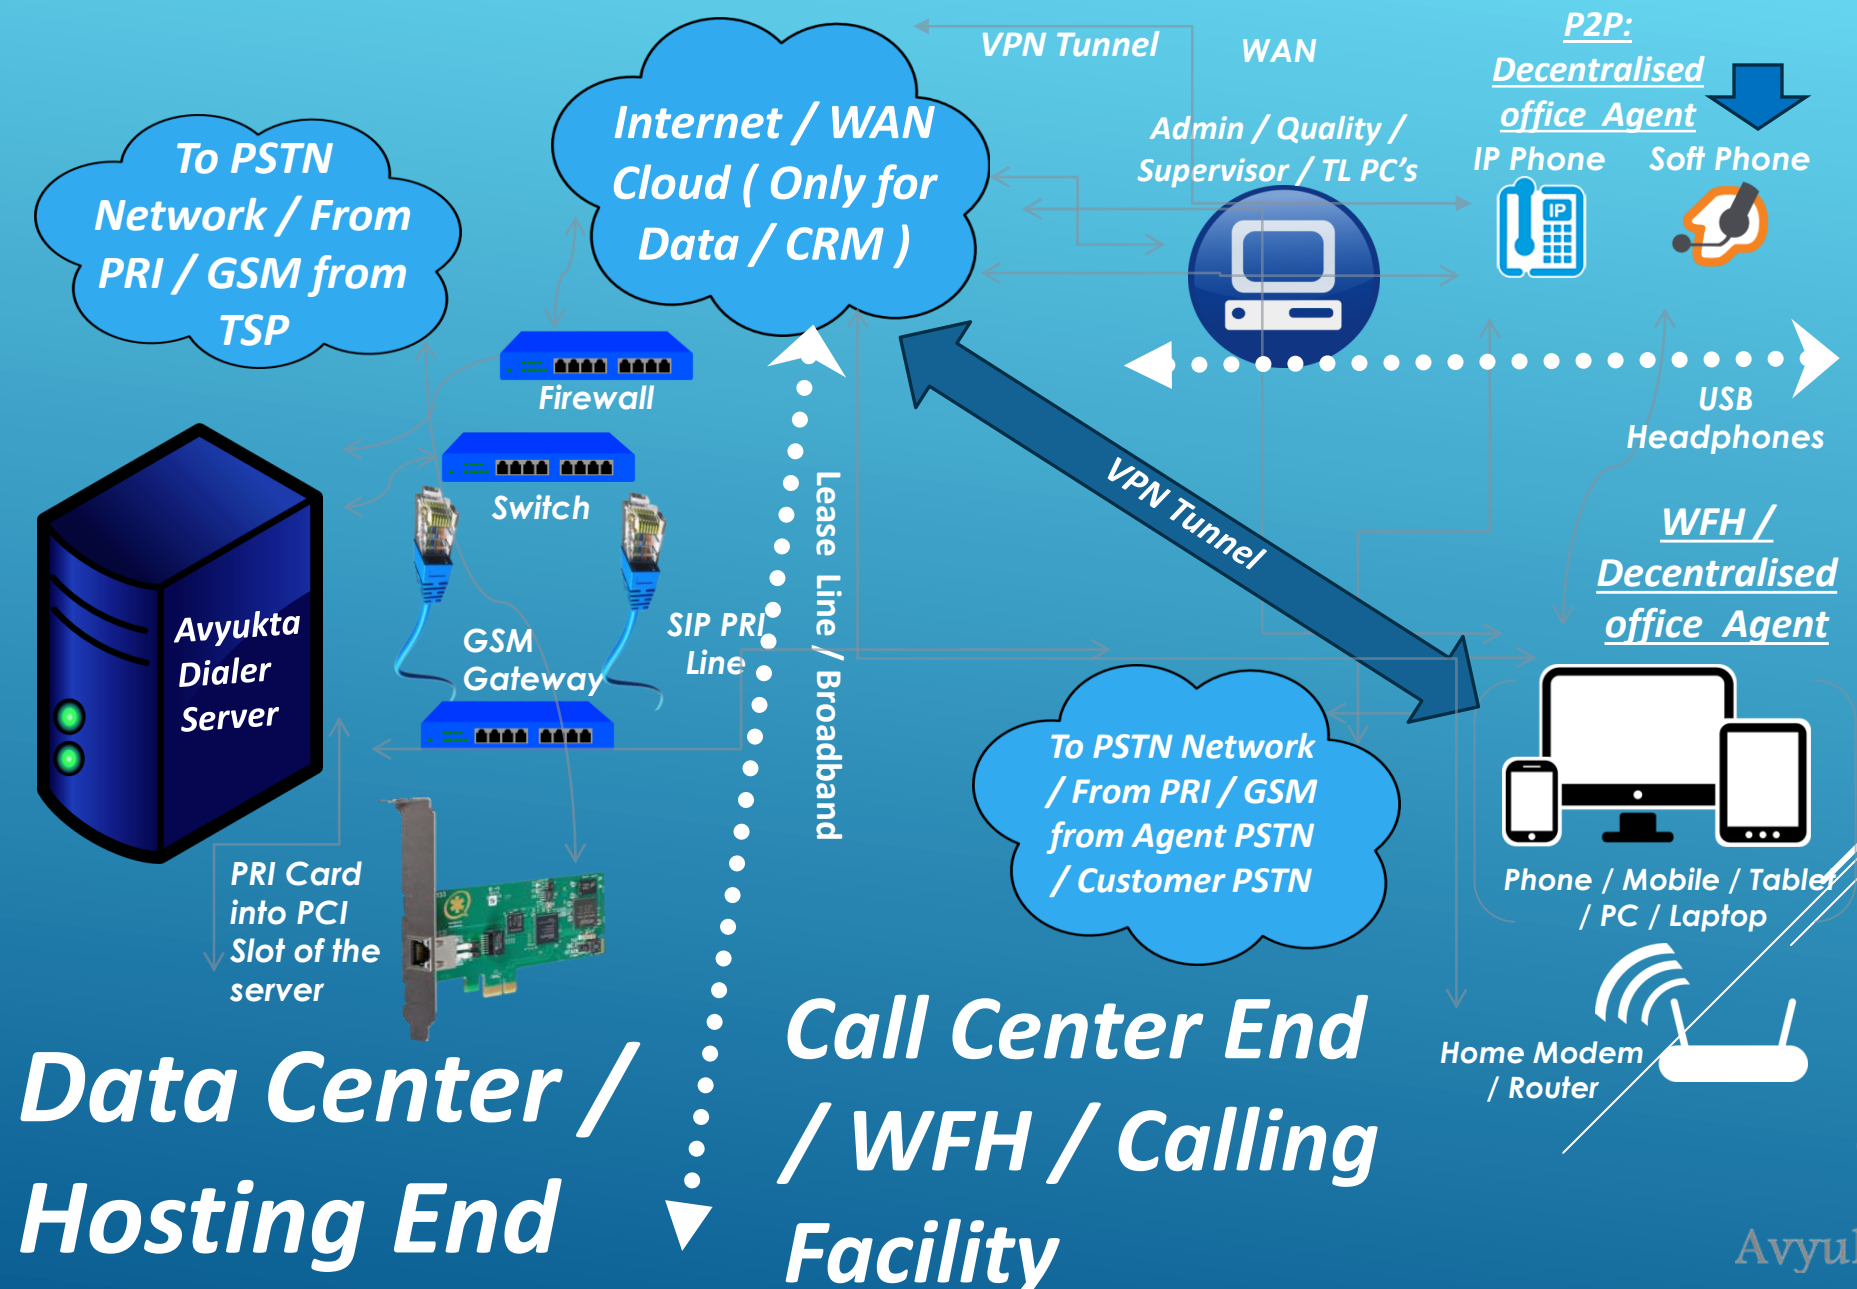 To PSTN
Network / From
PRI / GSM from
TSP
Internet / WAN
Cloud ( Only for
Data / CRM )
VPN Tunnel
WAN
P2P:
Decentralised
office Agent
Admin / Quality /
Supervisor / TL PC’s
IP Phone
Soft Phone
IP
Firewall
Switch
USB
Headphones
VPN Tunnel
Lease Line / Broadband
WFH /
Decentralised
office Agent
Avyukta
Dialer
Server
GSM
Gateway
SIP PRI
Line
To PSTN Network
/ From PRI / GSM
from Agent PSTN
/ Customer PSTN
PRI Card
into PCI
Slot of the
server
Phone / Mobile / Tablet
/ PC / Laptop
Home Modem
/ Router
Data Center /
Hosting End
Call Center End
/ WFH / Calling
Facility